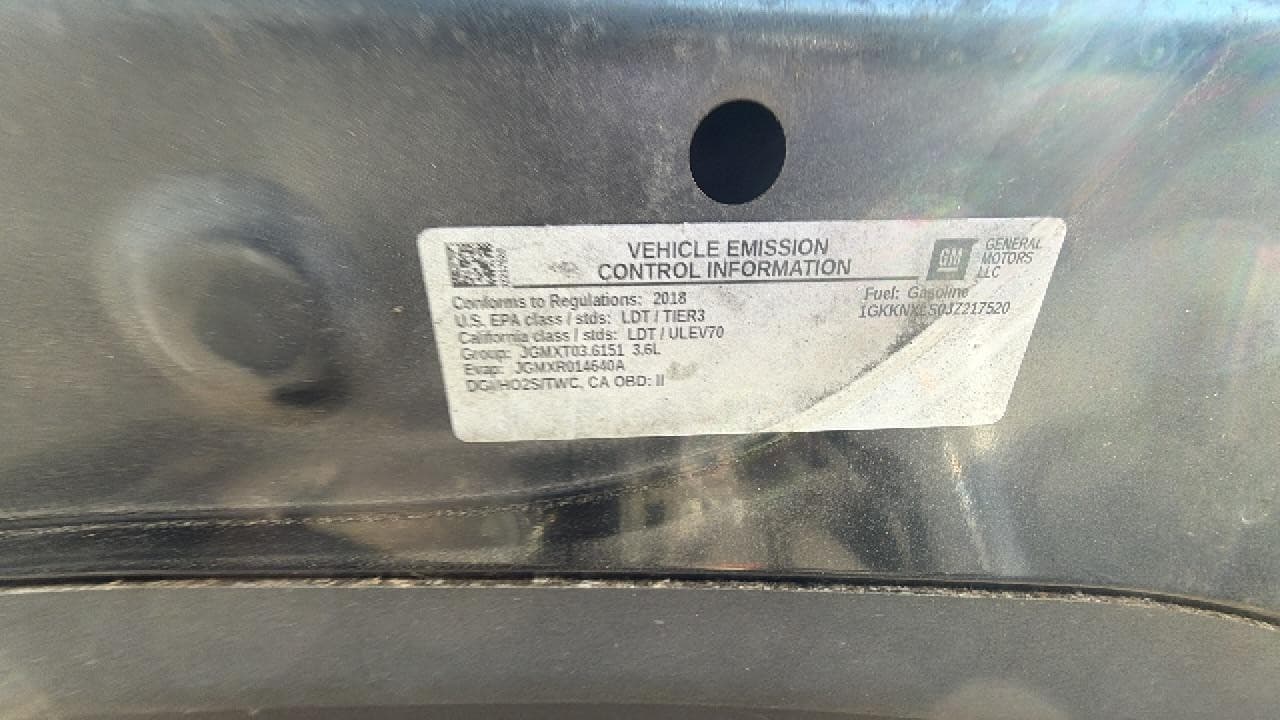 VEHICLE EMISSION
CONTROL INFORMATION
GM
GENERAL
MOTORS
LLC
Conforms to Regulations: 2018
U.S. EPA class / stds: LDT / TIER3
California class / stds: LDT / ULEV70
Group: JGMXT03.6151 3.6L
Evap: JGMXR014640A
DGI/HO2S/TWC, CA OBD: II
Fuel: Gasoline
1GKKNXLS0JZ217520